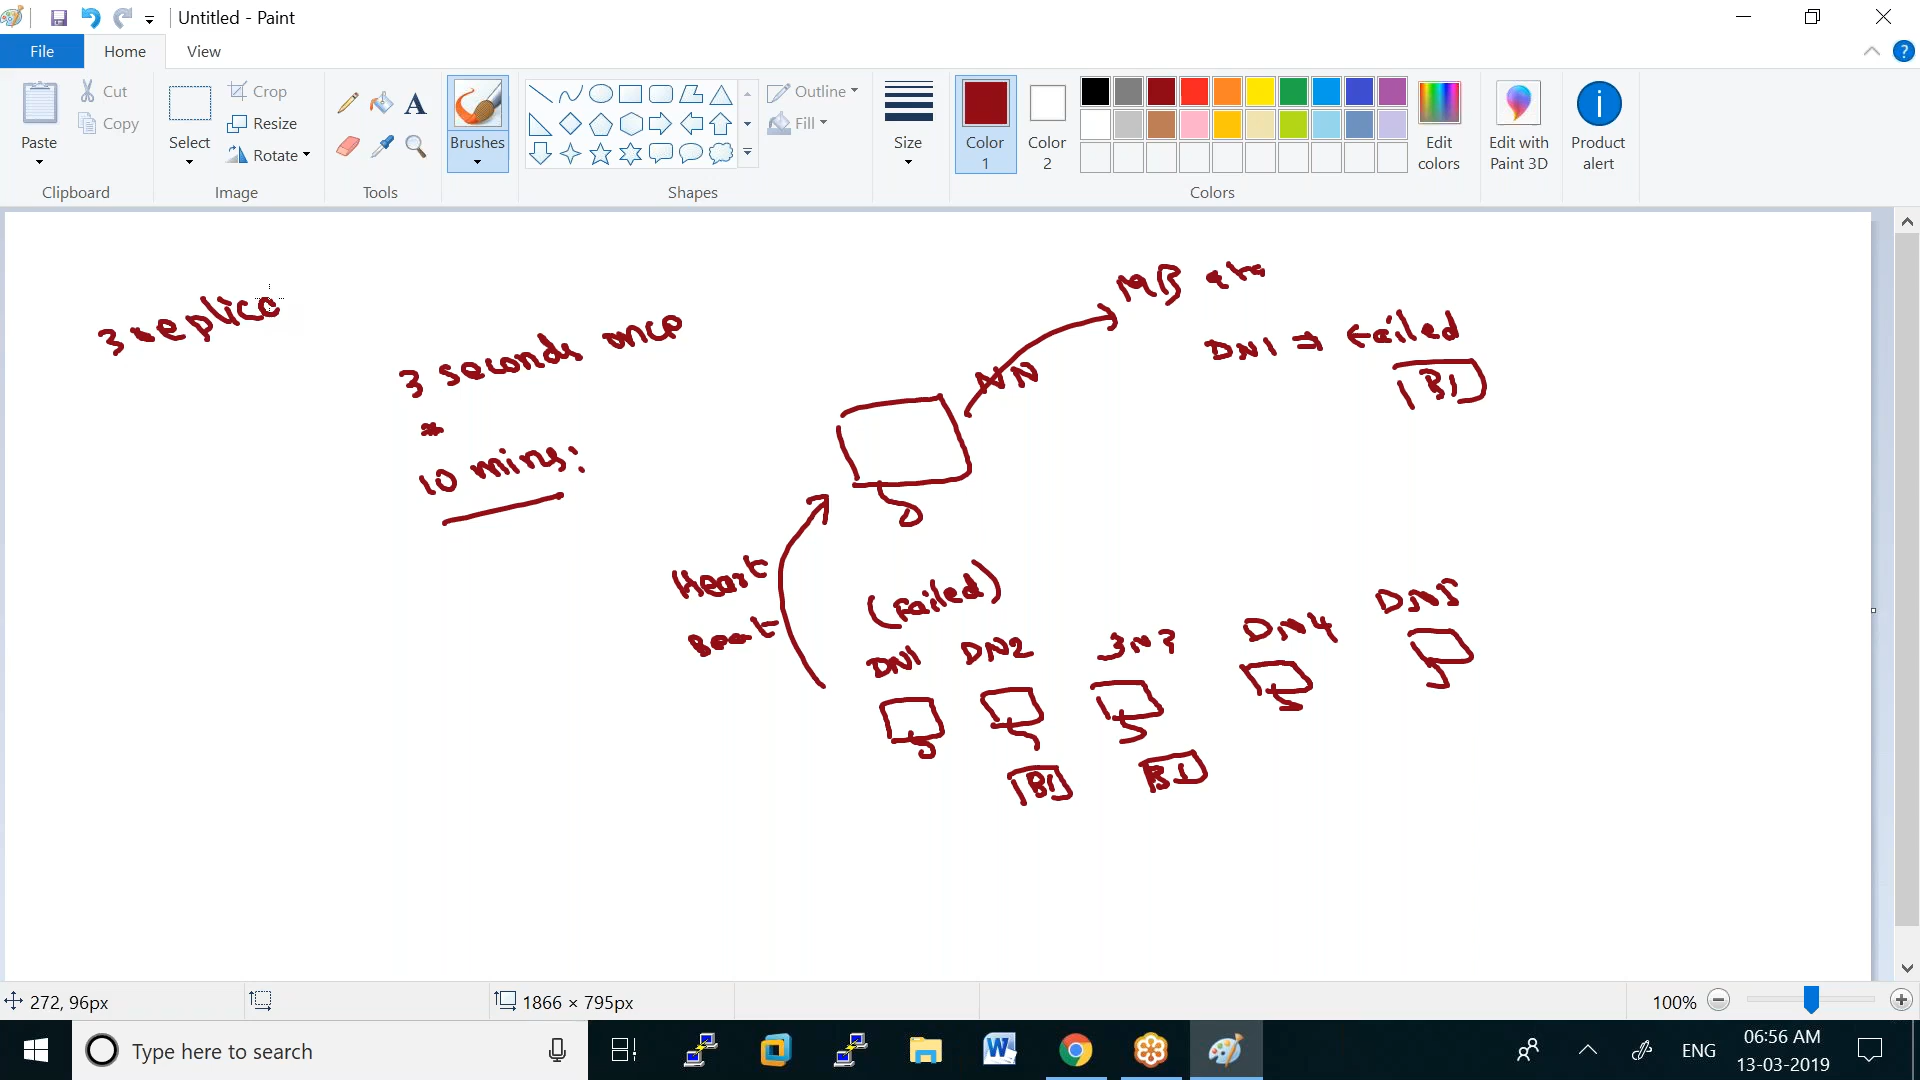 Untitled - Paint
File
Home
View
Paste
Cut
Copy
Clipboard
Select
Crop
Resize
Rotate
Image
Tools
Brushes
Outline
Fill
Shapes
Size
Color 1
Color 2
Edit colors
Colors
Edit with Paint 3D
Product alert
3 replica
3 seconds once
*
10 mins:
NN
MB
DN1 ⇒ Failed
B1
Heart
Beat
(Failed)
DN1
DN2
DN4
DN5
B1
B1
272, 96px
1866 × 795px
100%
Type here to search
ENG
06:56 AM
13-03-2019